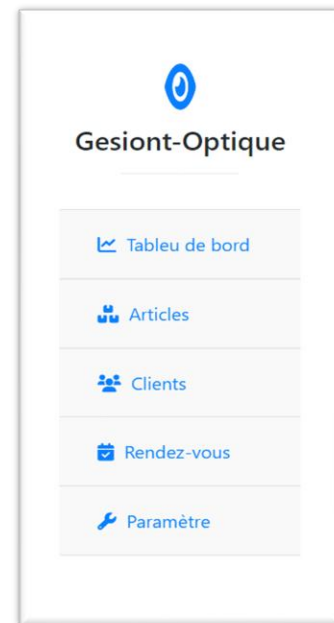 Gesiont-Optique
Tableu de bord
Articles
Clients
Rendez-vous
Paramètre